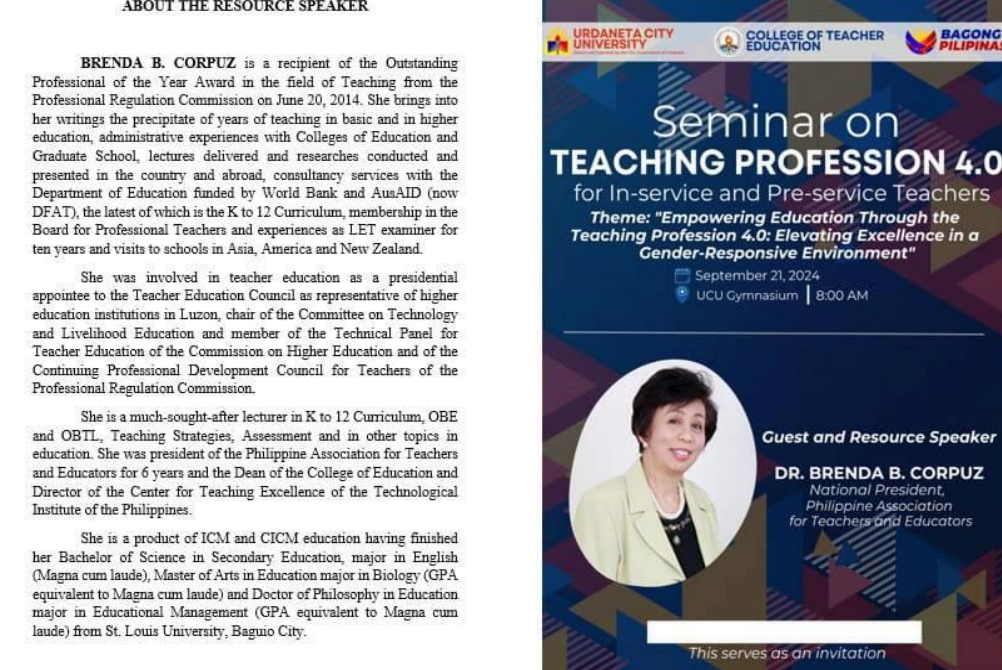 ABOUT THE RESOURCE SPEAKER
BRENDA B. CORPUZ is a recipient of the Outstanding
Professional of the Year Award in the field of Teaching from the
Professional Regulation Commission on June 20, 2014. She brings into
her writings the precipitate of years of teaching in basic and in higher
education, administrative experiences with Colleges of Education and
Graduate School, lectures delivered and researches conducted and
presented in the country and abroad, consultancy services with the
Department of Education funded by World Bank and AusAID (now
DFAT), the latest of which is the K to 12 Curriculum, membership in the
Board for Professional Teachers and experiences as LET examiner for
ten years and visits to schools in Asia, America and New Zealand.
She was involved in teacher education as a presidential
appointee to the Teacher Education Council as representative of higher
education institutions in Luzon, chair of the Committee on Technology
and Livelihood Education and member of the Technical Panel for
Teacher Education of the Commission on Higher Education and of the
Continuing Professional Development Council for Teachers of the
Professional Regulation Commission.
She is a much-sought-after lecturer in K to 12 Curriculum, OBE
and OBTL, Teaching Strategies, Assessment and in other topics in
education. She was president of the Philippine Association for Teachers
and Educators for 6 years and the Dean of the College of Education and
Director of the Center for Teaching Excellence of the Technological
Institute of the Philippines.
She is a product of ICM and CICM education having finished
her Bachelor of Science in Secondary Education, major in English
(Magna cum laude), Master of Arts in Education major in Biology (GPA
equivalent to Magna cum laude) and Doctor of Philosophy in Education
major in Educational Management (GPA equivalent to Magna cum
laude) from St. Louis University, Baguio City.
URDANETA CITY
UNIVERSITY
COLLEGE OF TEACHER
EDUCATION
BAGONG
PILIPINAS
Seminar on
TEACHING PROFESSION 4.0
for In-service and Pre-service Teachers
Theme: "Empowering Education Through the
Teaching Profession 4.0: Elevating Excellence in a
Gender-Responsive Environment"
September 21, 2024
UCU Gymnasium | 8:00 AM
Guest and Resource Speaker
DR. BRENDA B. CORPUZ
National President,
Philippine Association
for Teachers and Educators
This serves as an invitation